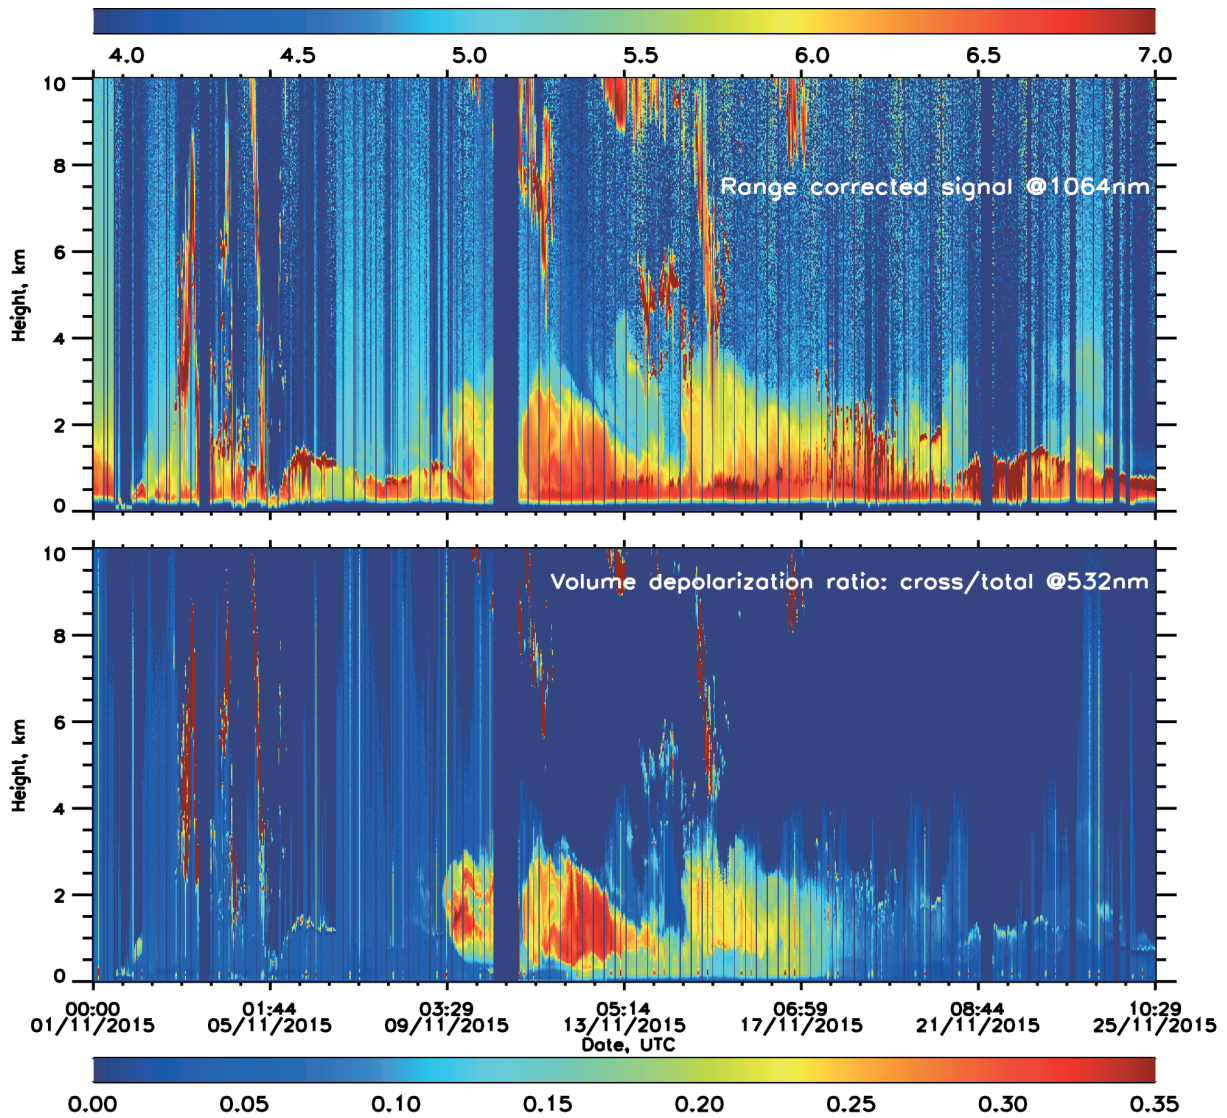 4.0 4.5 5.0 5.5 6.0 6.5 7.0
10
8
6
4
2
0
Height, km
Range corrected signal @1064nm
10
8
6
4
2
0
Height, km
Volume depolarization ratio: cross/total @532nm
00:00 01:44 03:29 05:14 06:59 08:44 10:29
01/11/2015 05/11/2015 09/11/2015 13/11/2015 17/11/2015 21/11/2015 25/11/2015
Date, UTC
0.00 0.05 0.10 0.15 0.20 0.25 0.30 0.35